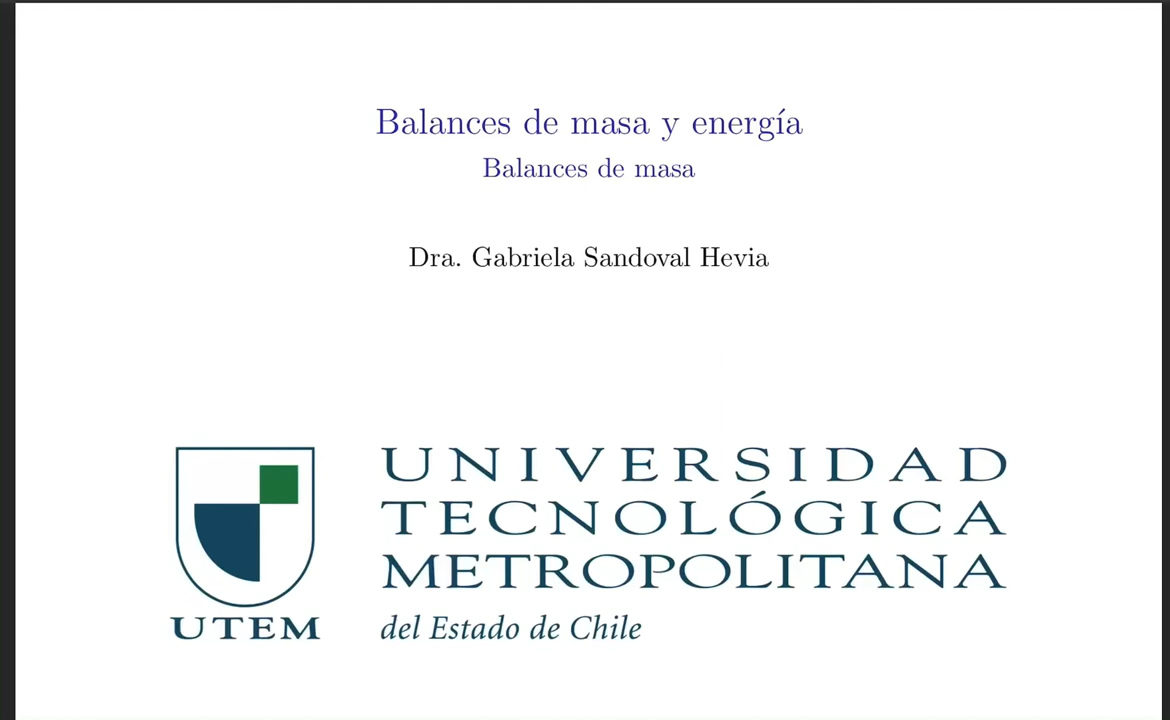 Balances de masa y energía
Balances de masa
Dra. Gabriela Sandoval Hevia
UNIVERSIDAD
TECNOLÓGICA
METROPOLITANA
UTEM
del Estado de Chile